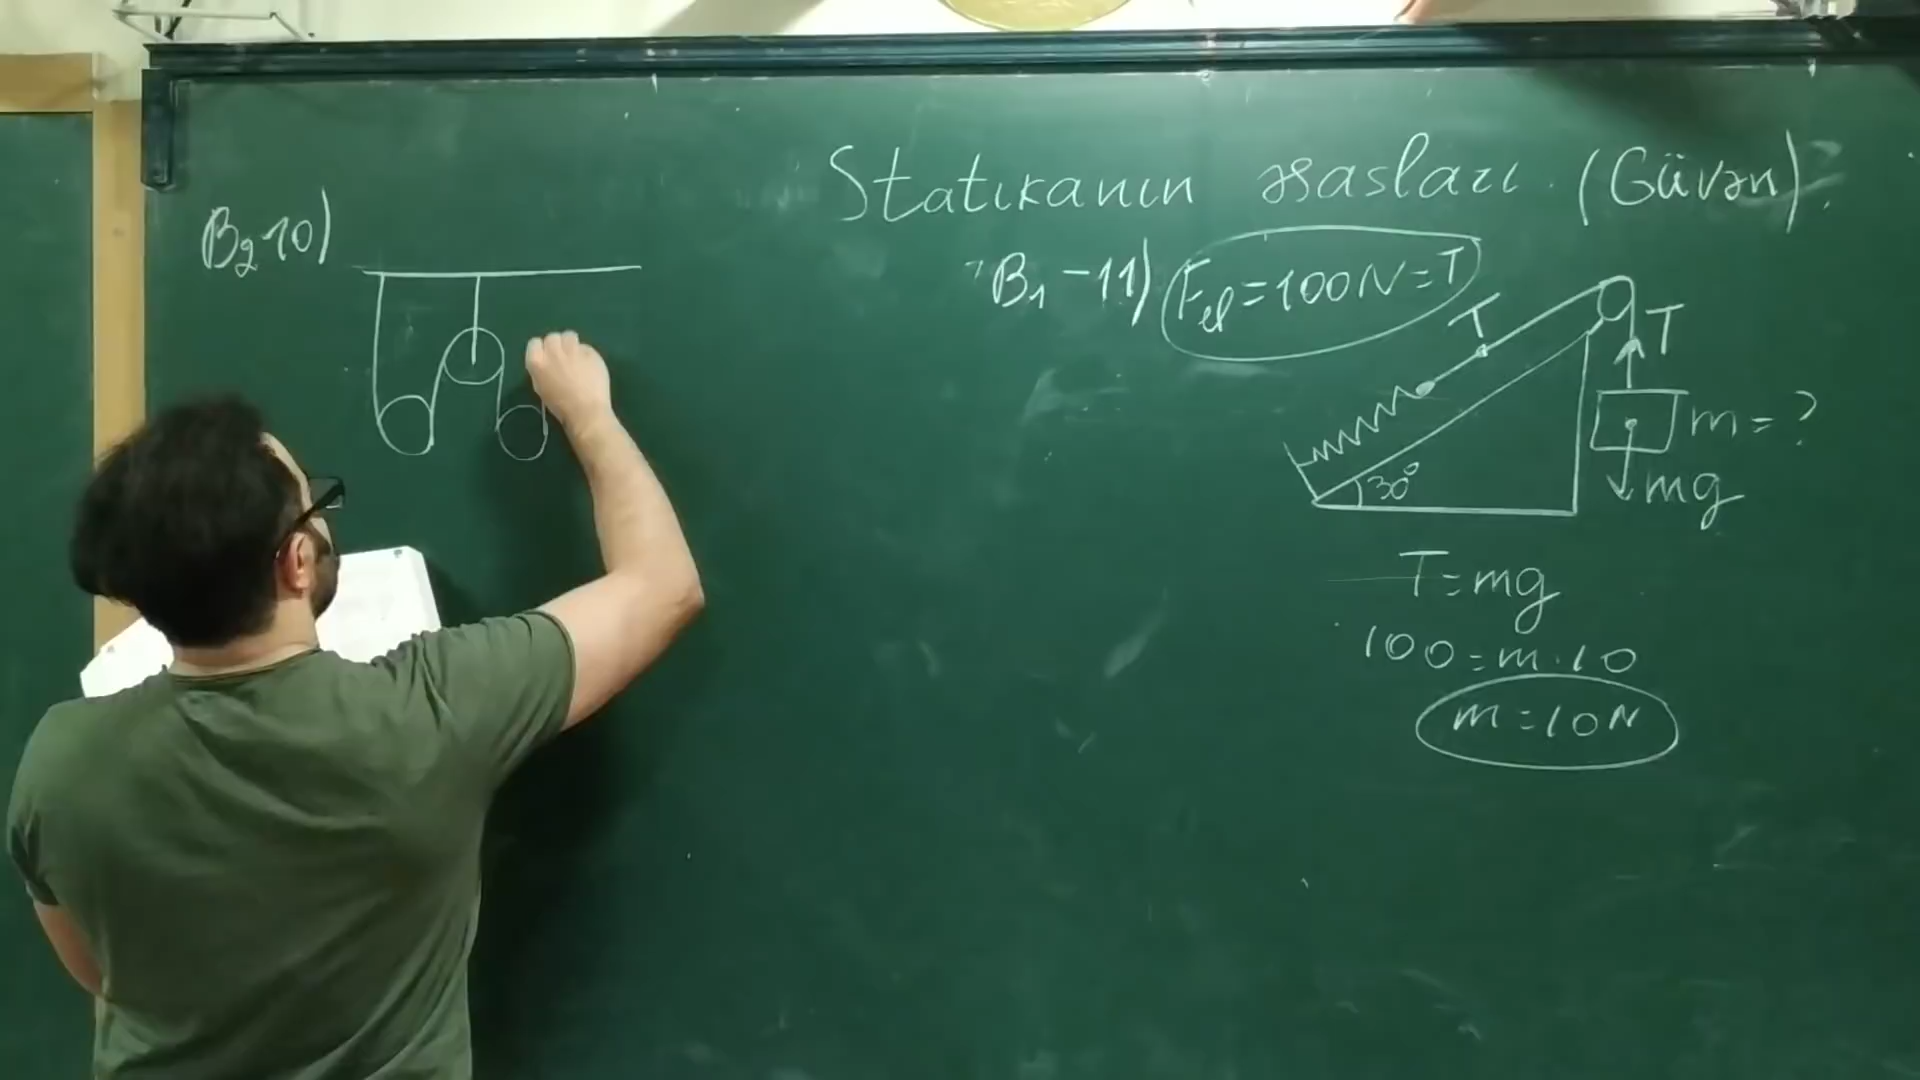 Statikanın əsasları (Güvən).
B2-10)
B1-11) Fel=100N=T
T
T
m=?
mg
30°
T=mg
100=m·10
m=10N